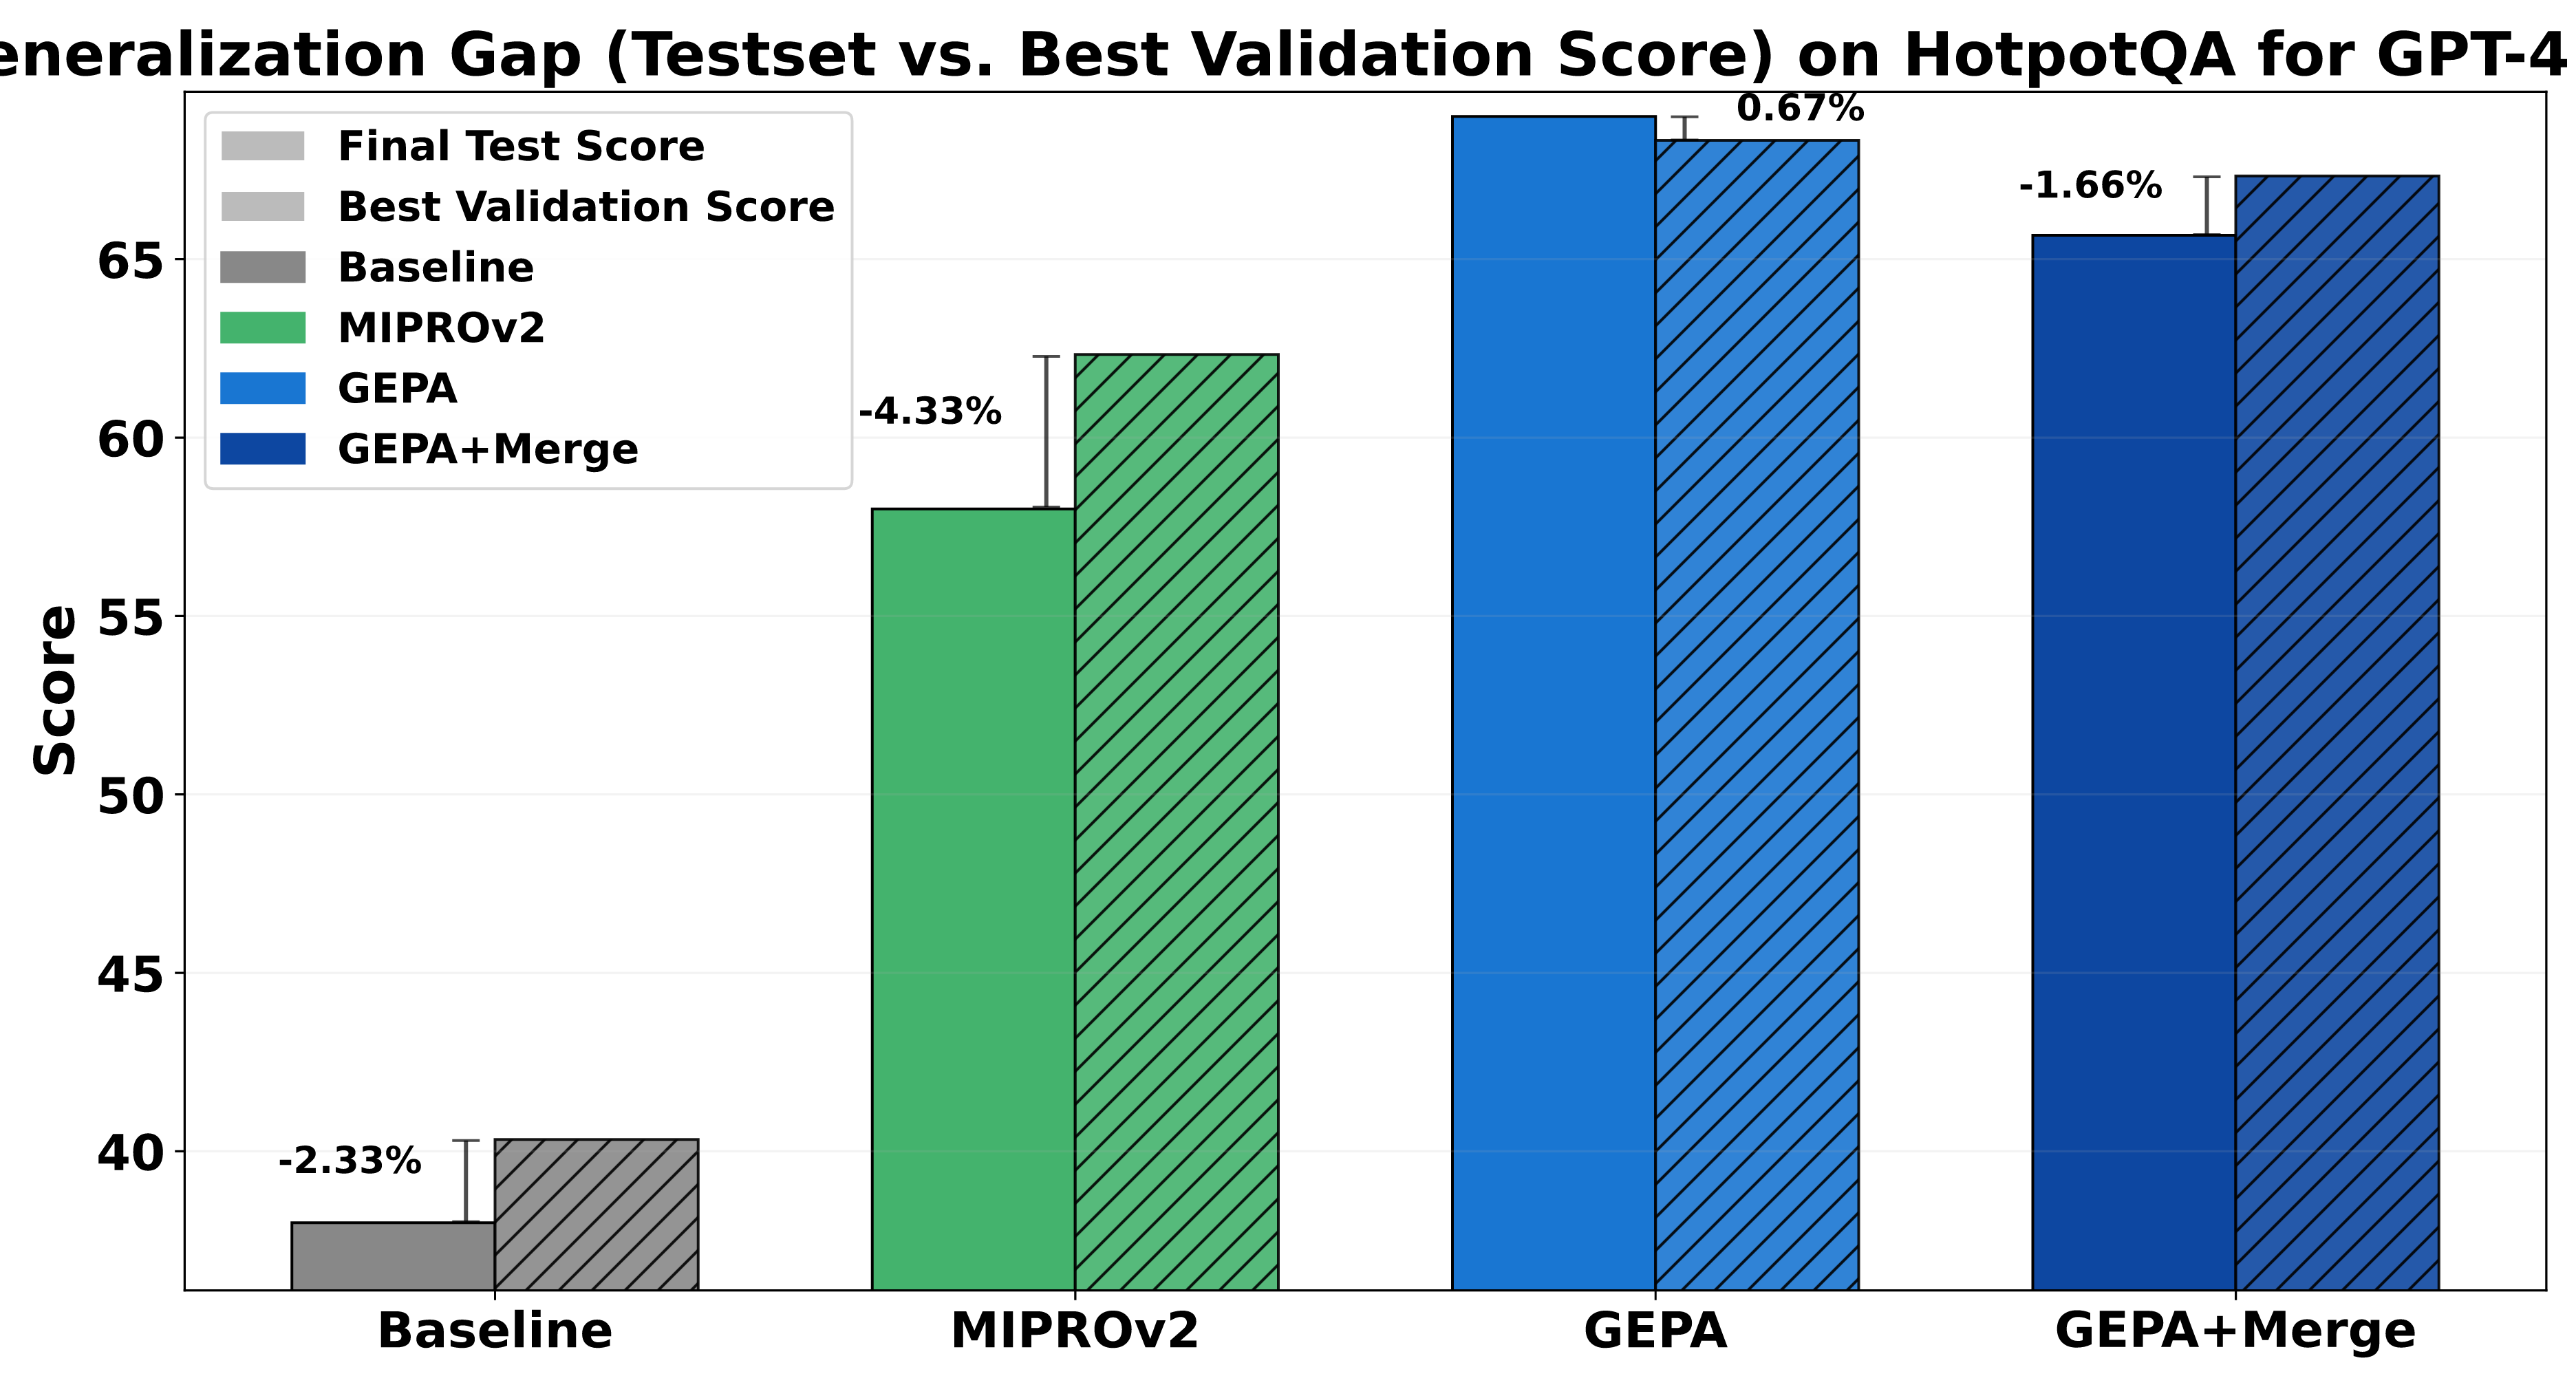 eneralization Gap (Testset vs. Best Validation Score) on HotpotQA for GPT-4
Final Test Score
Best Validation Score
Baseline
MIPROv2
GEPA
GEPA+Merge
0.67%
-1.66%
-4.33%
-2.33%
65
60
55
50
45
40
Score
Baseline
MIPROv2
GEPA
GEPA+Merge